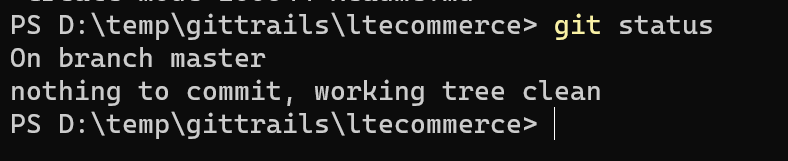 PS D:\temp\gittrails\ltecommerce> git status
On branch master
nothing to commit, working tree clean
PS D:\temp\gittrails\ltecommerce>